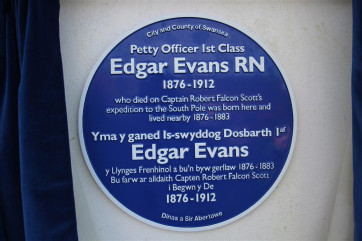 City and County of Swansea
Petty Officer 1st Class
Edgar Evans RN
1876-1912
who died on Captain Robert Falcon Scott's
expedition to the South Pole was born here and
lived nearby 1876-1883
Yma y ganed Is-swyddog Dosbarth 1af
Edgar Evans
y Llynges Frenhinol a bu'n byw gerllaw 1876-1883
Bu farw ar alldaith Capten Robert Falcon Scott
i Begwn y De
1876-1912
Dinas a Sir Abertawe